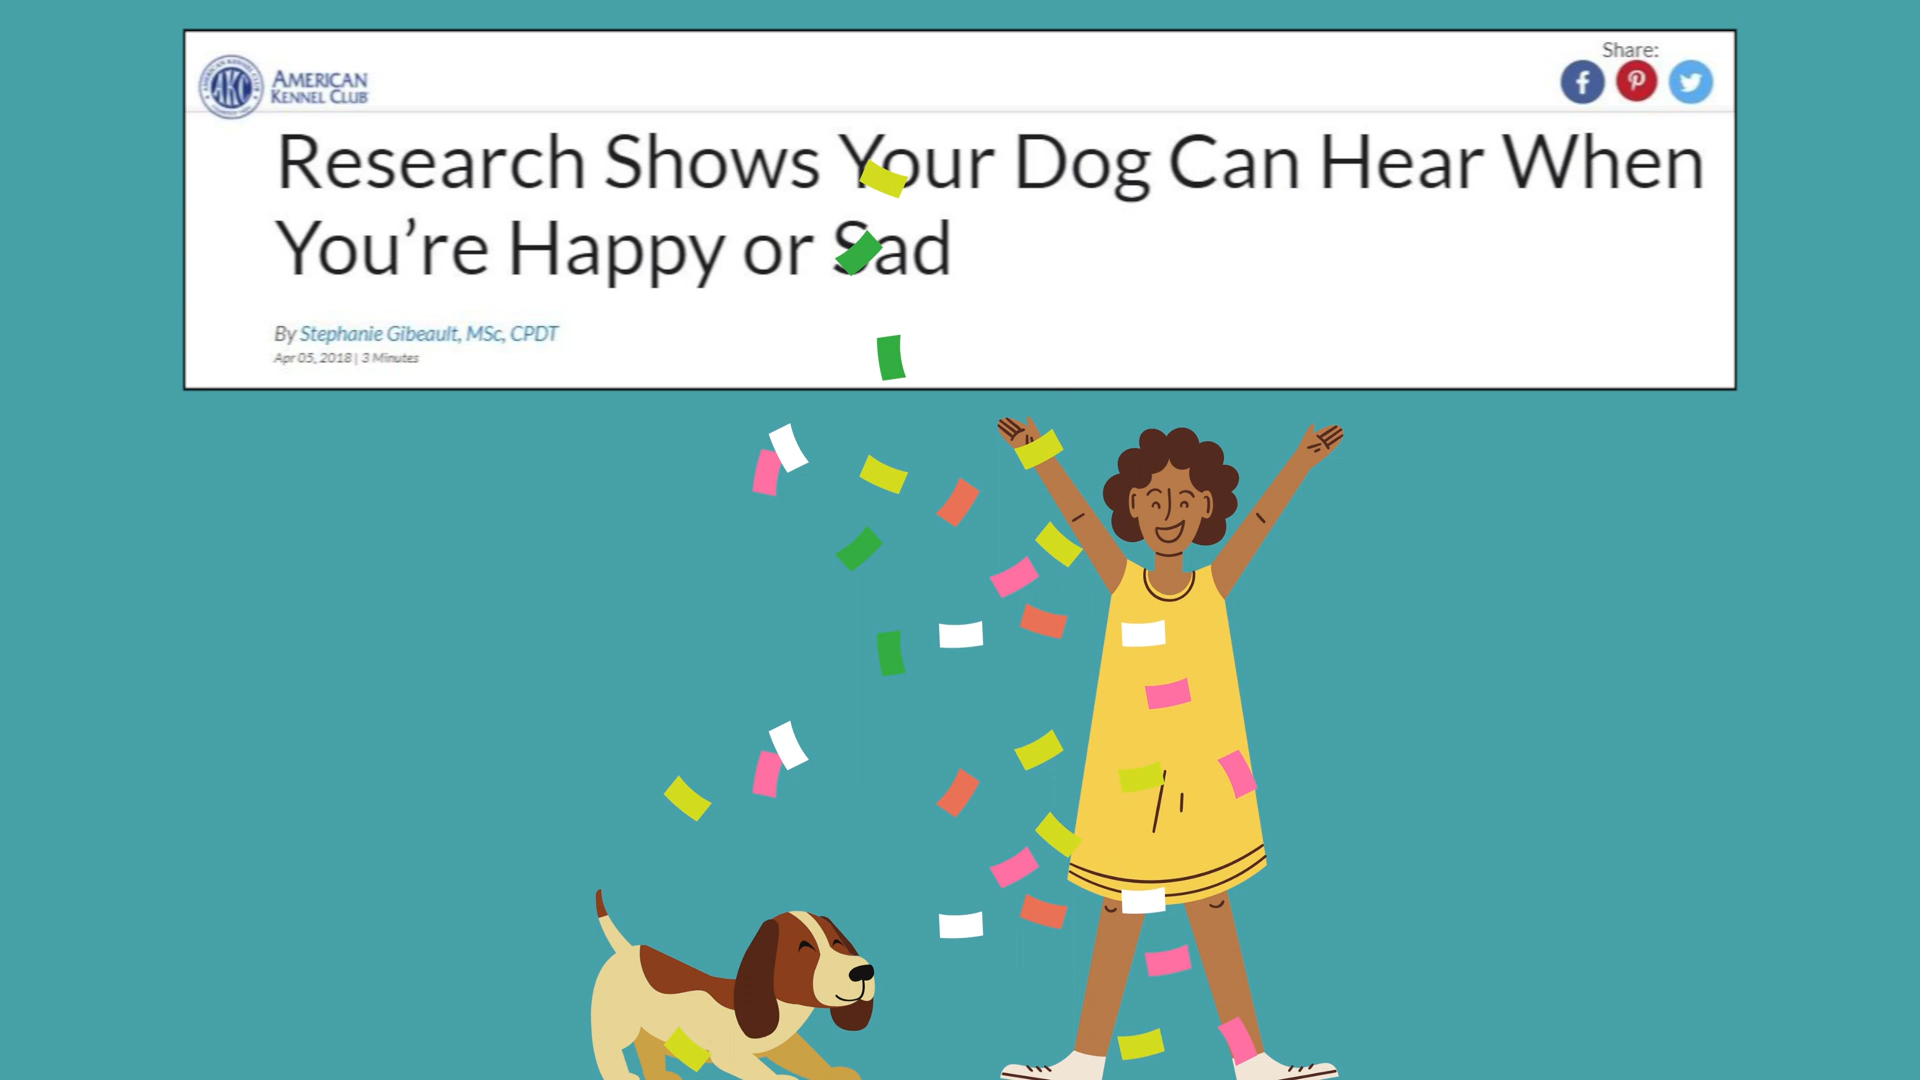 AKC
AMERICAN
KENNEL CLUB
Share:
Research Shows Your Dog Can Hear When
You’re Happy or Sad
By Stephanie Gibeault, MSc, CPDT
Apr 05, 2018 | 3 Minutes